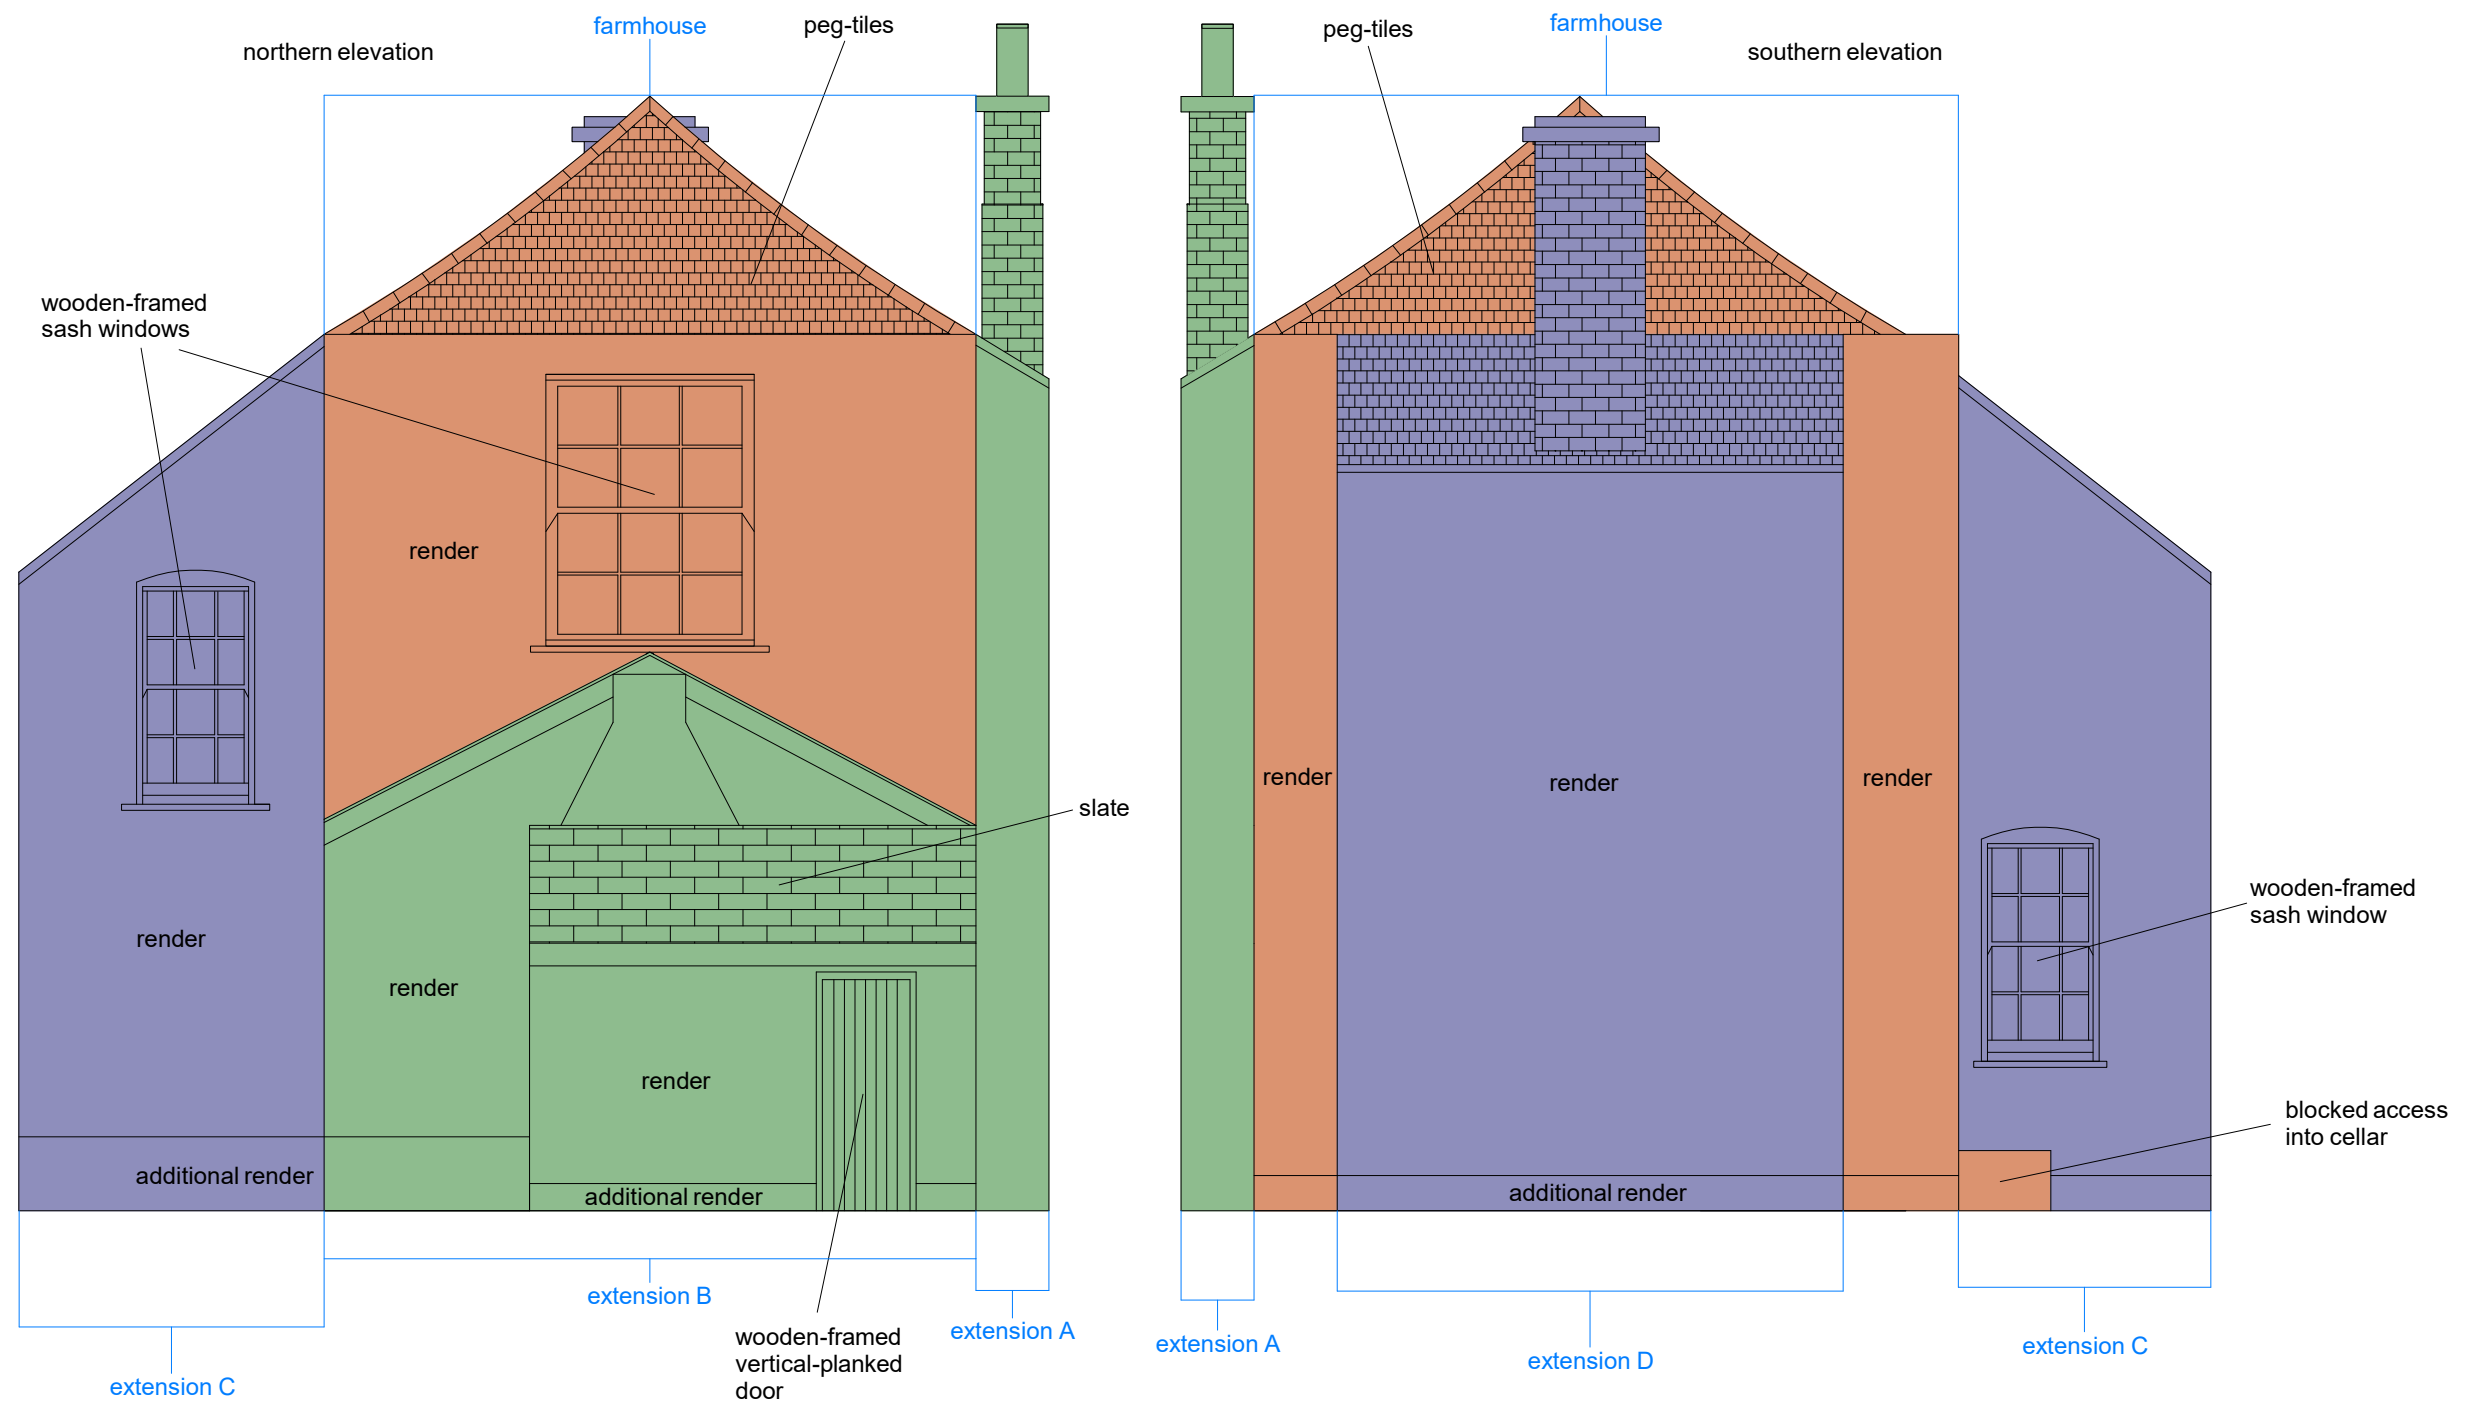 northern elevation
farmhouse
peg-tiles
wooden-framed
sash windows
render
render
render
render
slate
additional render
additional render
extension B
extension A
extension C
wooden-framed
vertical-planked
door
peg-tiles
farmhouse
southern elevation
render
render
render
wooden-framed
sash window
blocked access
into cellar
additional render
extension A
extension D
extension C